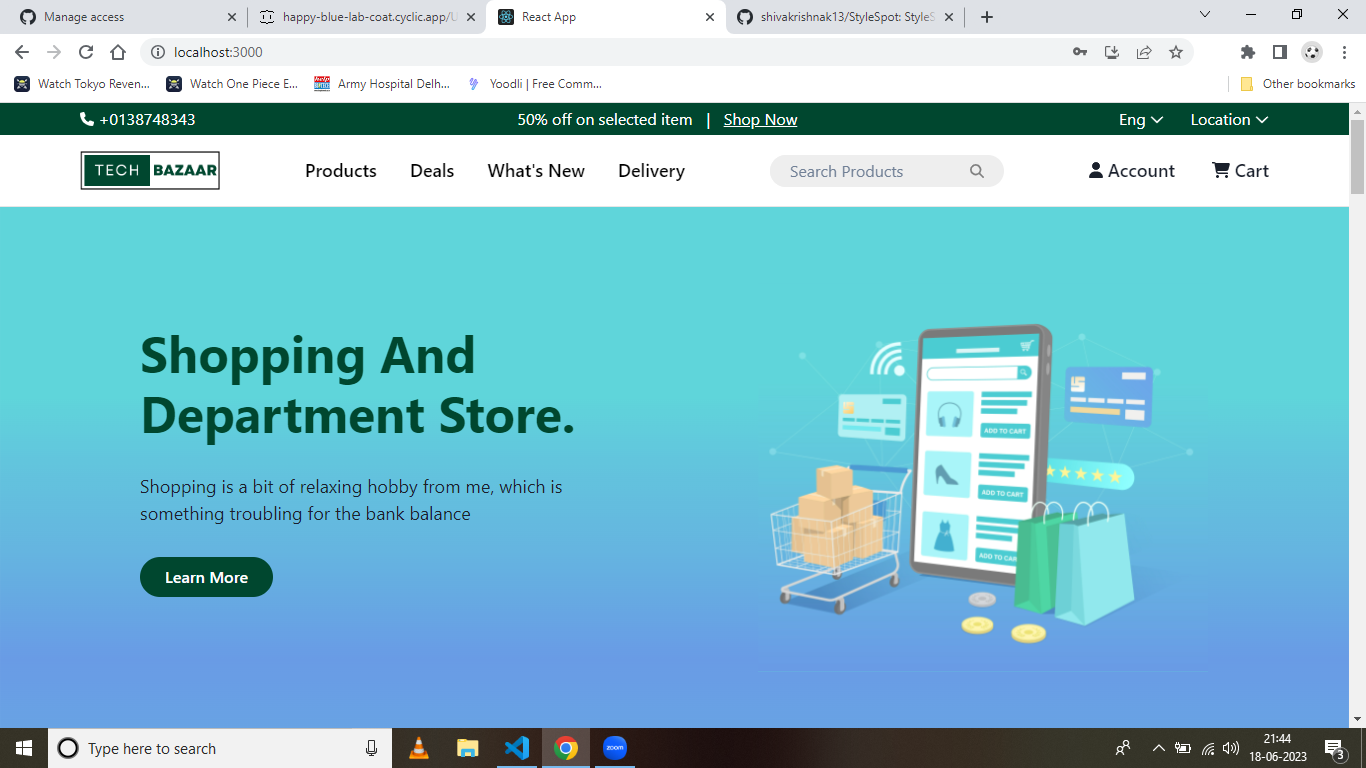 Manage access
happy-blue-lab-coat.cyclic.app/U
React App
shivakrishnak13/StyleSpot: StyleS
localhost:3000
Watch Tokyo Reven...
Watch One Piece E...
Army Hospital Delh...
Yoodli | Free Comm...
Other bookmarks
+0138748343
50% off on selected item | Shop Now
Eng
Location
TECH BAZAAR
Products
Deals
What's New
Delivery
Search Products
Account
Cart
Shopping And
Department Store.
Shopping is a bit of relaxing hobby from me, which is
something troubling for the bank balance
Learn More
ADD TO CART
ADD TO CART
ADD TO CART
Type here to search
zoom
21:44
18-06-2023
3